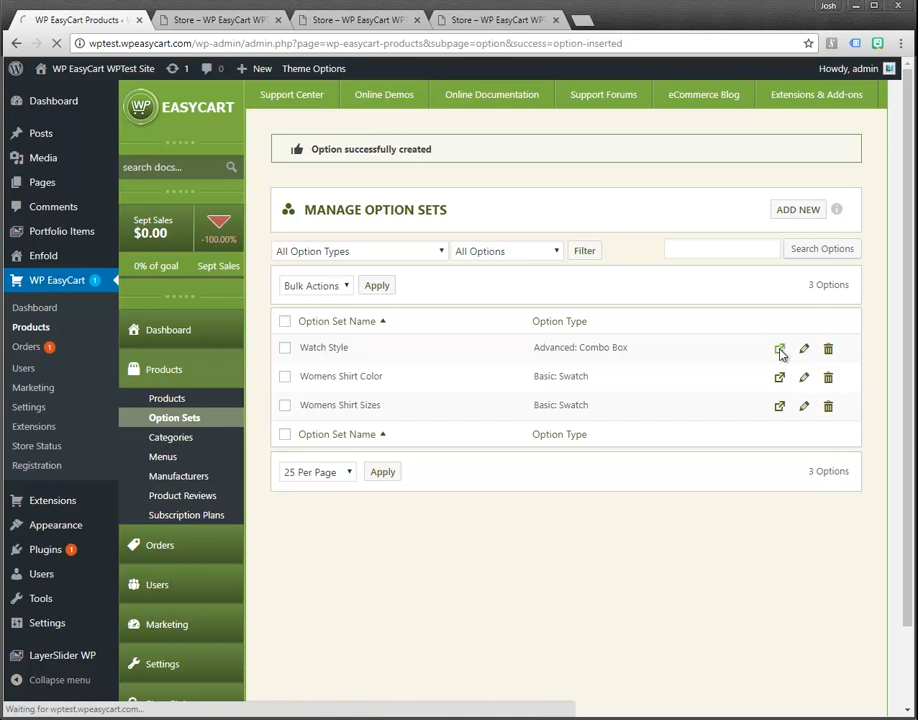 WP EasyCart Products ‹ W
Store – WP EasyCart WPT
Store – WP EasyCart WPT
Store – WP EasyCart WPT
Josh
wptest.wpeasycart.com/wp-admin/admin.php?page=wp-easycart-products&subpage=option&success=option-inserted
WP EasyCart WPTest Site
1
0
New
Theme Options
Howdy, admin
Dashboard
Posts
Media
Pages
Comments
Portfolio Items
Enfold
WP EasyCart 1
Dashboard
Products
Orders 1
Users
Marketing
Settings
Extensions
Store Status
Registration
Extensions
Appearance
Plugins 1
Users
Tools
Settings
LayerSlider WP
Collapse menu
WP EASYCART
search docs...
Sept Sales
$0.00
-100.00%
0% of goal
Sept Sales
Dashboard
Products
Products
Option Sets
Categories
Menus
Manufacturers
Product Reviews
Subscription Plans
Orders
Users
Marketing
Settings
Support Center
Online Demos
Online Documentation
Support Forums
eCommerce Blog
Extensions & Add-ons
Option successfully created
MANAGE OPTION SETS
ADD NEW
All Option Types
All Options
Filter
Search Options
Bulk Actions
Apply
3 Options
Option Set Name
Option Type
Watch Style
Advanced: Combo Box
Womens Shirt Color
Basic: Swatch
Womens Shirt Sizes
Basic: Swatch
Option Set Name
Option Type
25 Per Page
Apply
3 Options
Waiting for wptest.wpeasycart.com...